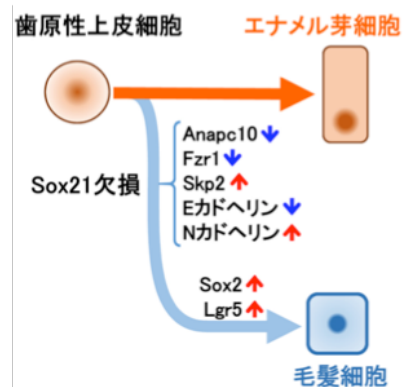 歯原性上皮細胞
エナメル芽細胞
Sox21欠損
Anapc10↓
Fzr1↓
Skp2↑
Eカドヘリン↓
Nカドヘリン↑
Sox2↑
Lgr5↑
毛髪細胞